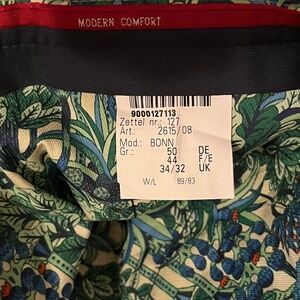 MODERN COMFORT
9000127113
Zettel nr.: 127
Art.: 2615/08
Mod.: BONN
Gr.: 50 DE
44 F/E
34/32 UK
W/L 89/83